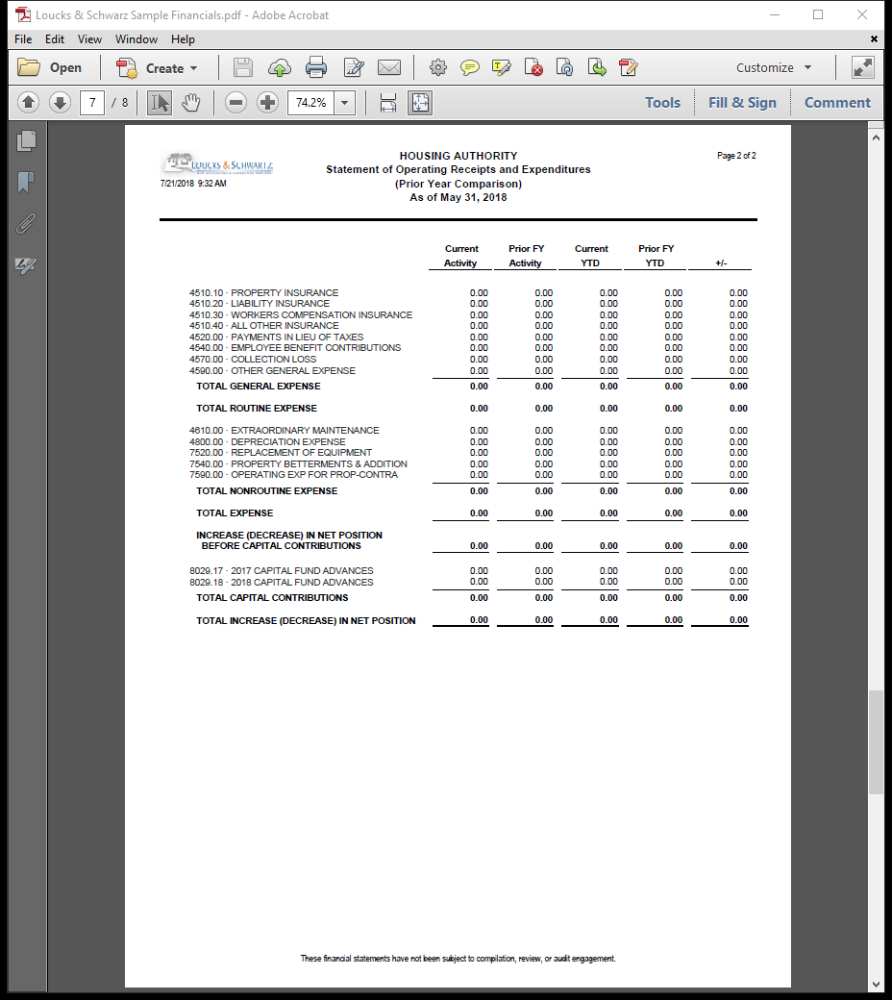 Loucks & Schwarz Sample Financials.pdf - Adobe Acrobat
File Edit View Window Help
Open Create Customize
7 / 8 74.2% Tools Fill & Sign Comment
LOUCKS & SCHWARTZ
7/21/2018 9:32 AM
HOUSING AUTHORITY
Statement of Operating Receipts and Expenditures
(Prior Year Comparison)
As of May 31, 2018
Page 2 of 2
Current Prior FY Current Prior FY
Activity Activity YTD YTD +/-
4510.10 · PROPERTY INSURANCE 0.00 0.00 0.00 0.00 0.00
4510.20 · LIABILITY INSURANCE 0.00 0.00 0.00 0.00 0.00
4510.30 · WORKERS COMPENSATION INSURANCE 0.00 0.00 0.00 0.00 0.00
4510.40 · ALL OTHER INSURANCE 0.00 0.00 0.00 0.00 0.00
4520.00 · PAYMENTS IN LIEU OF TAXES 0.00 0.00 0.00 0.00 0.00
4540.00 · EMPLOYEE BENEFIT CONTRIBUTIONS 0.00 0.00 0.00 0.00 0.00
4570.00 · COLLECTION LOSS 0.00 0.00 0.00 0.00 0.00
4590.00 · OTHER GENERAL EXPENSE 0.00 0.00 0.00 0.00 0.00
TOTAL GENERAL EXPENSE 0.00 0.00 0.00 0.00 0.00
TOTAL ROUTINE EXPENSE 0.00 0.00 0.00 0.00 0.00
4610.00 · EXTRAORDINARY MAINTENANCE 0.00 0.00 0.00 0.00 0.00
4800.00 · DEPRECIATION EXPENSE 0.00 0.00 0.00 0.00 0.00
7520.00 · REPLACEMENT OF EQUIPMENT 0.00 0.00 0.00 0.00 0.00
7540.00 · PROPERTY BETTERMENTS & ADDITION 0.00 0.00 0.00 0.00 0.00
7590.00 · OPERATING EXP FOR PROP-CONTRA 0.00 0.00 0.00 0.00 0.00
TOTAL NONROUTINE EXPENSE 0.00 0.00 0.00 0.00 0.00
TOTAL EXPENSE 0.00 0.00 0.00 0.00 0.00
INCREASE (DECREASE) IN NET POSITION
BEFORE CAPITAL CONTRIBUTIONS 0.00 0.00 0.00 0.00 0.00
8029.17 · 2017 CAPITAL FUND ADVANCES 0.00 0.00 0.00 0.00 0.00
8029.18 · 2018 CAPITAL FUND ADVANCES 0.00 0.00 0.00 0.00 0.00
TOTAL CAPITAL CONTRIBUTIONS 0.00 0.00 0.00 0.00 0.00
TOTAL INCREASE (DECREASE) IN NET POSITION 0.00 0.00 0.00 0.00 0.00
These financial statements have not been subject to compilation, review, or audit engagement.